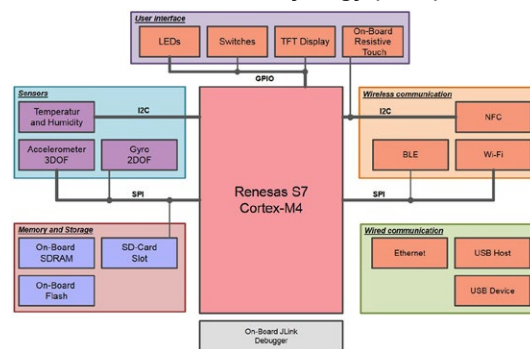 User interface
LEDs
Switches
TFT Display
On-Board
Resistive
Touch
GPIO
Sensors
Temperatur
and Humidity
I2C
Accelerometer
3DOF
Gyro
2DOF
SPI
Renesas S7
Cortex-M4
Wireless communication
I2C
NFC
BLE
Wi-Fi
SPI
Memory and Storage
On-Board
SDRAM
SD-Card
Slot
On-Board
Flash
Wired communication
Ethernet
USB Host
USB Device
On-Board JLink
Debugger